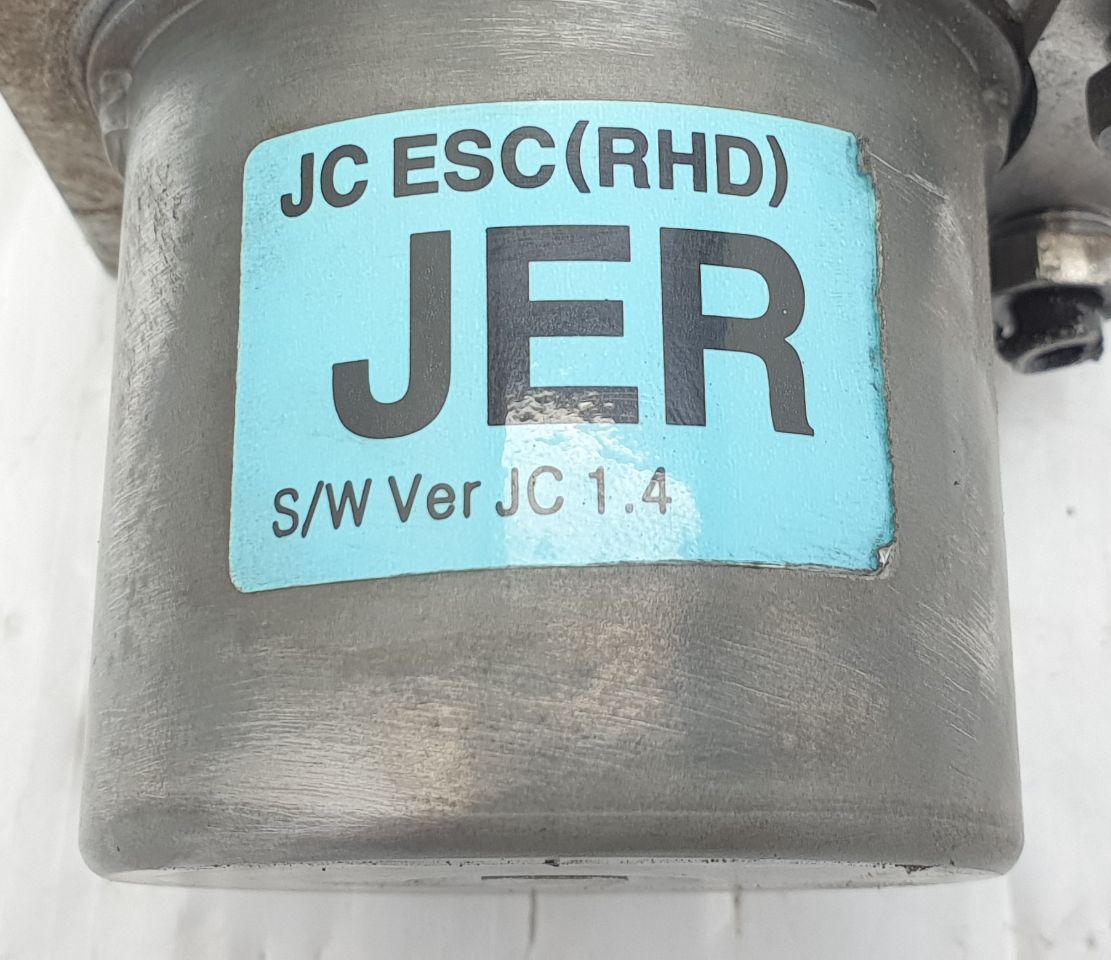 JC ESC(RHD)
JER
S/W Ver JC 1.4